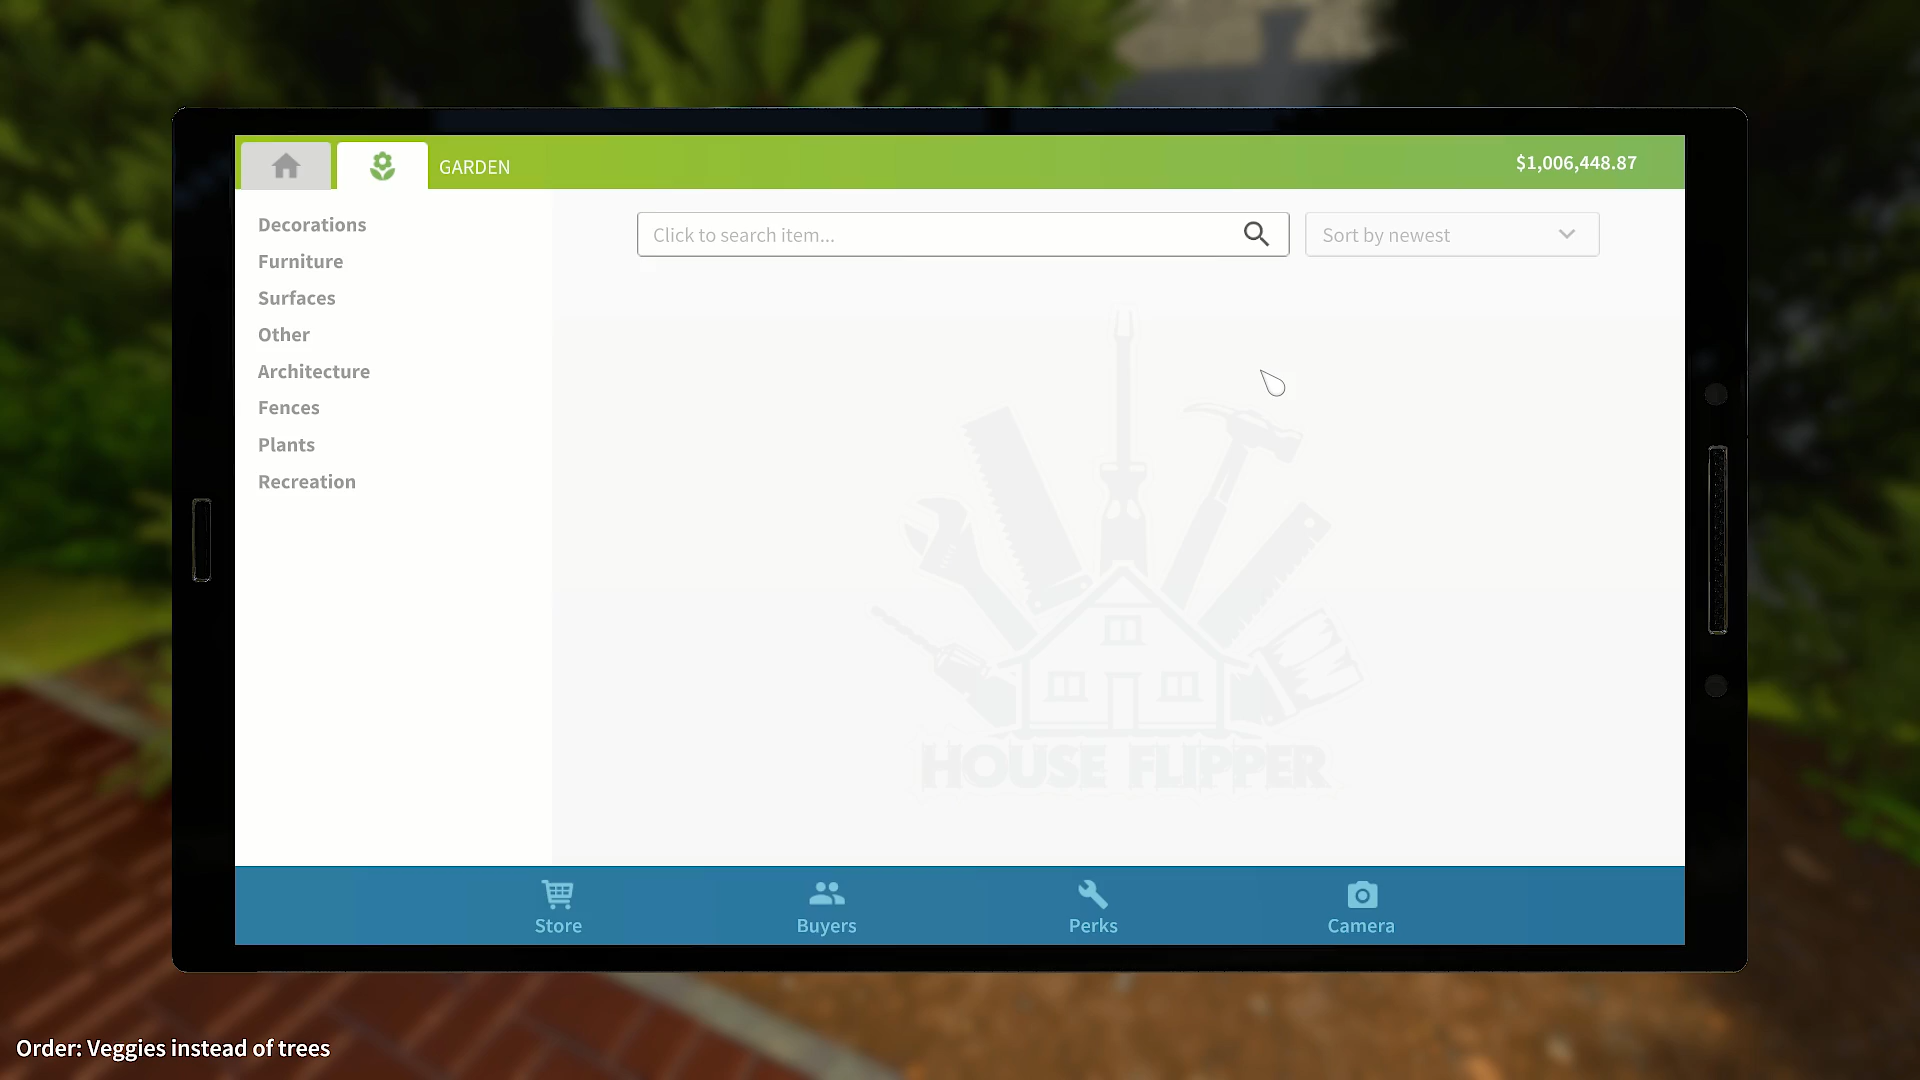 GARDEN
$1,006,448.87
Decorations
Furniture
Surfaces
Other
Architecture
Fences
Plants
Recreation
Click to search item...
Sort by newest
HOUSE FLIPPER
Store
Buyers
Perks
Camera
Order: Veggies instead of trees